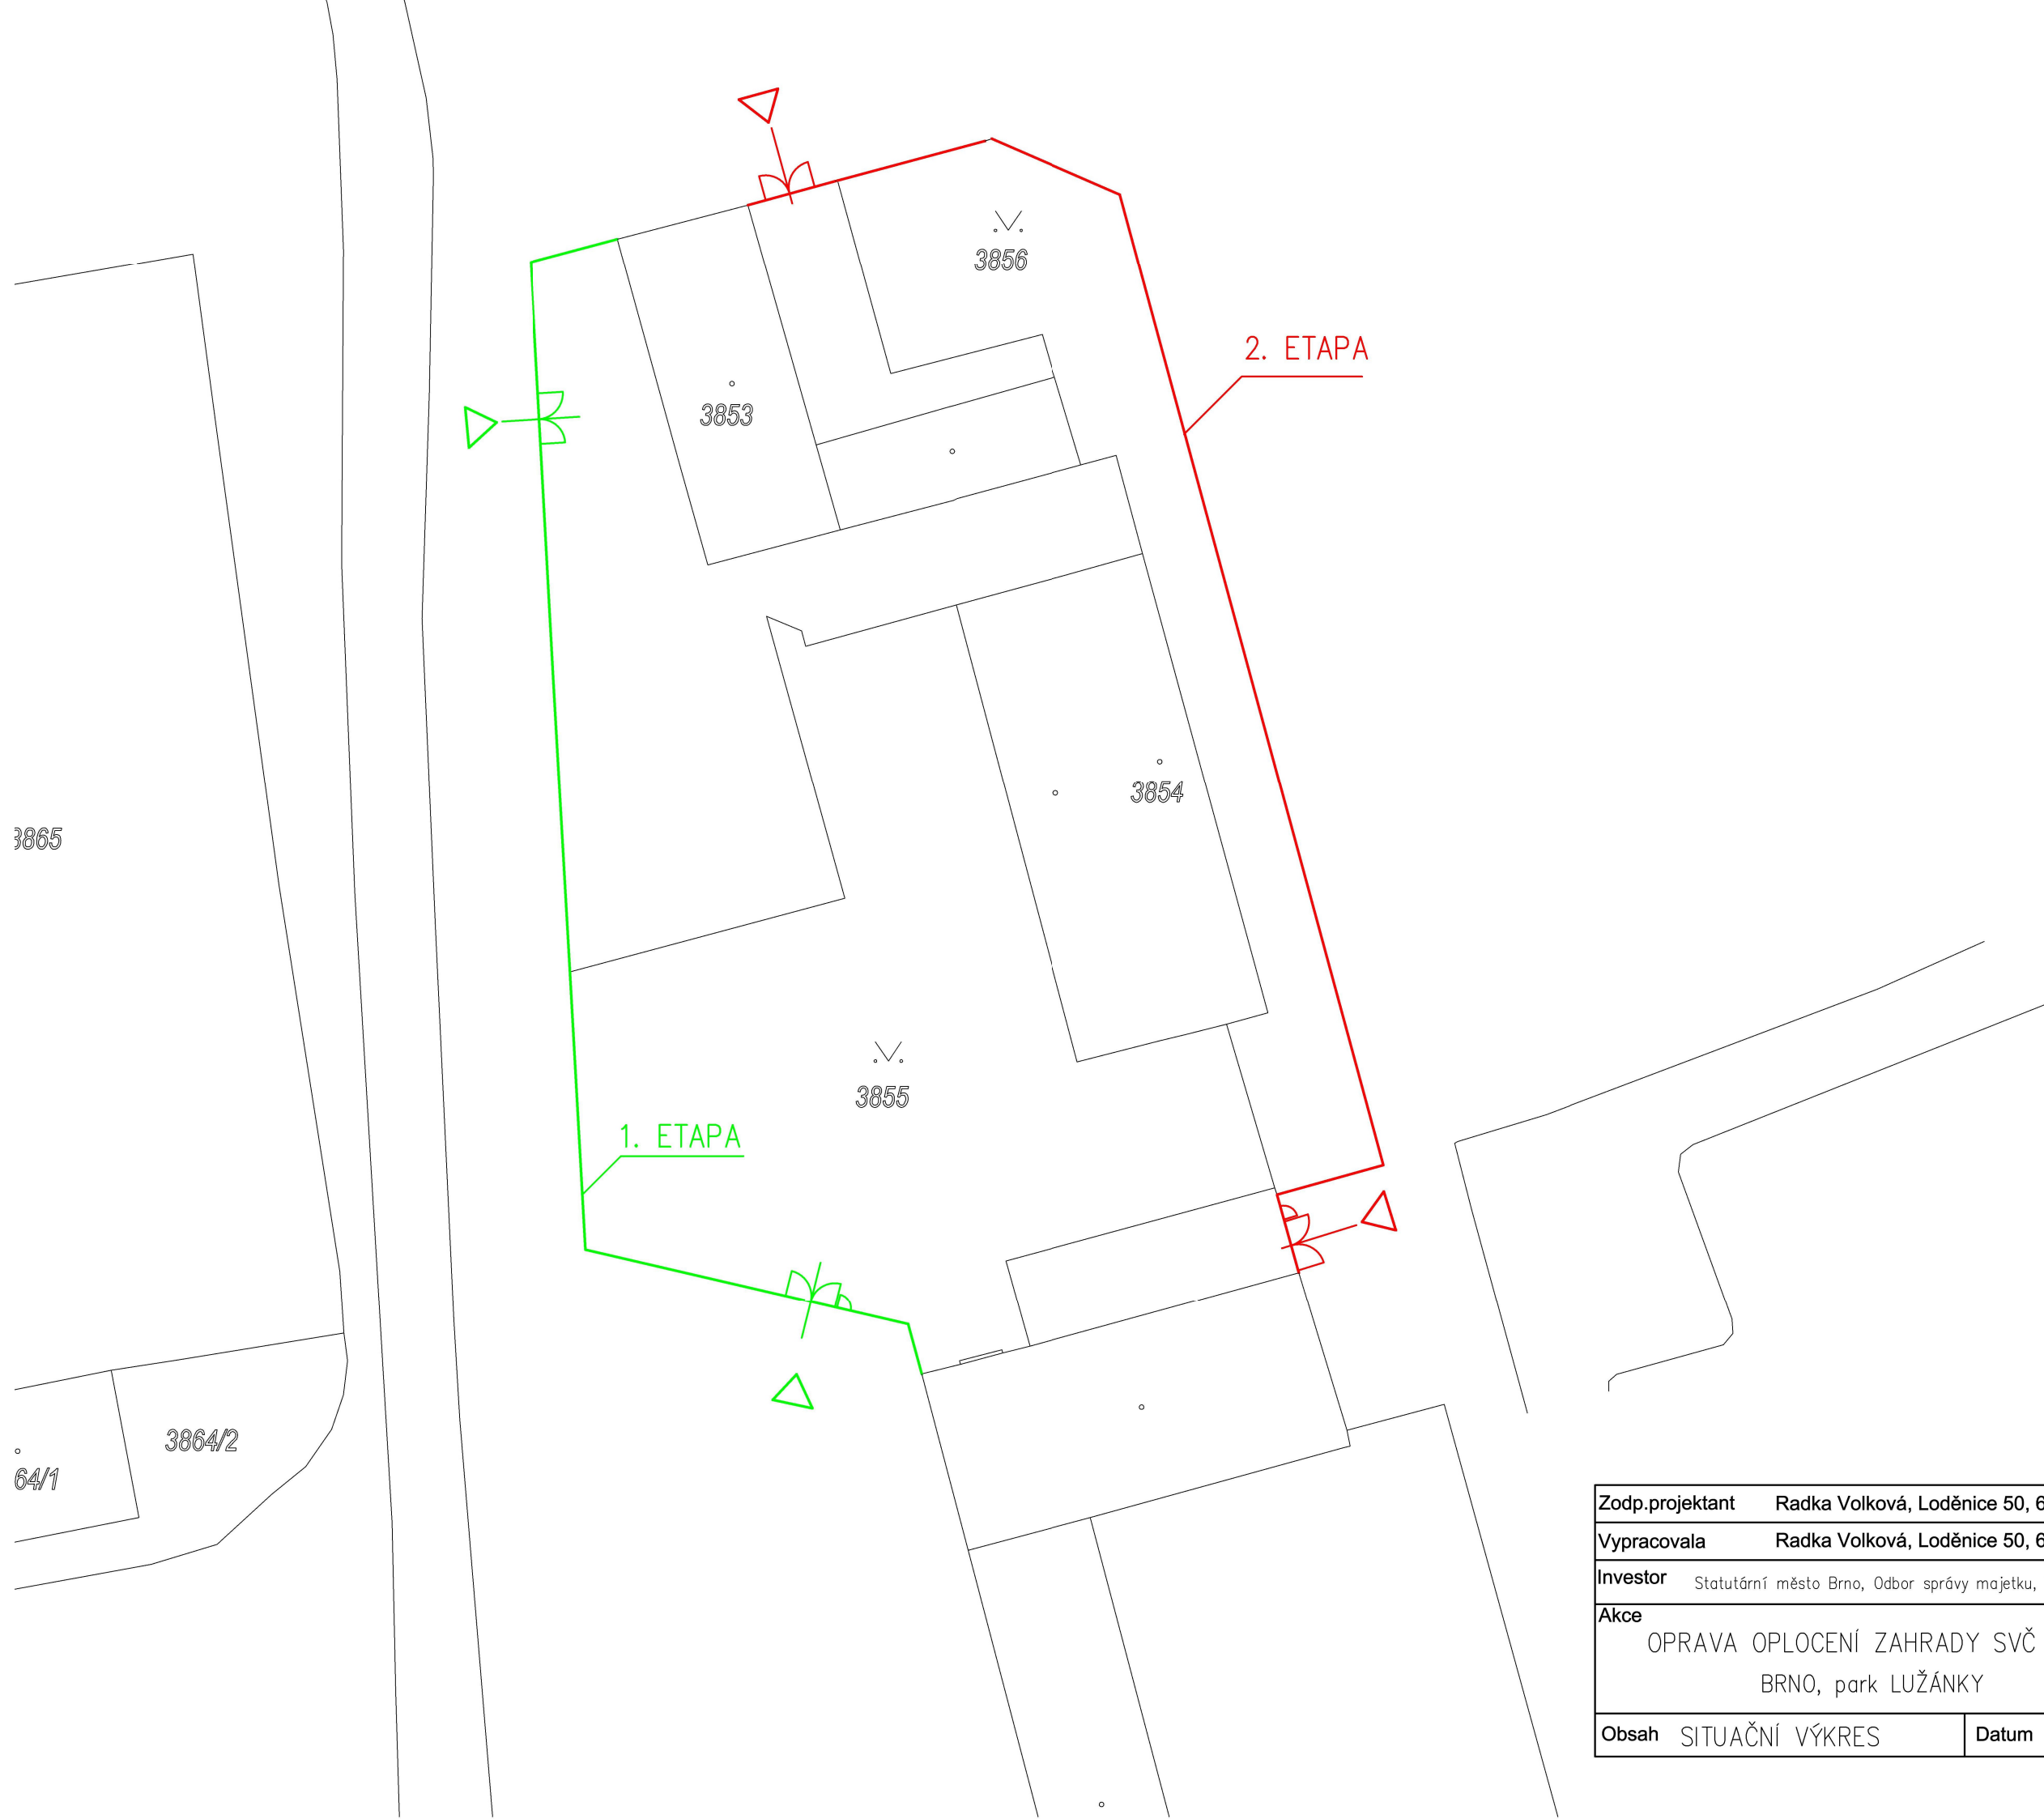 3856
2. ETAPA
3853
3854
3865
3855
1. ETAPA
3864/2
64/1
Zodp.projektant Radka Volková, Loděnice 50, 6
Vypracovala Radka Volková, Loděnice 50, 6
Investor Statutární město Brno, Odbor správy majetku,
Akce
OPRAVA OPLOCENÍ ZAHRADY SVČ
BRNO, park LUŽÁNKY
Obsah SITUAČNÍ VÝKRES Datum